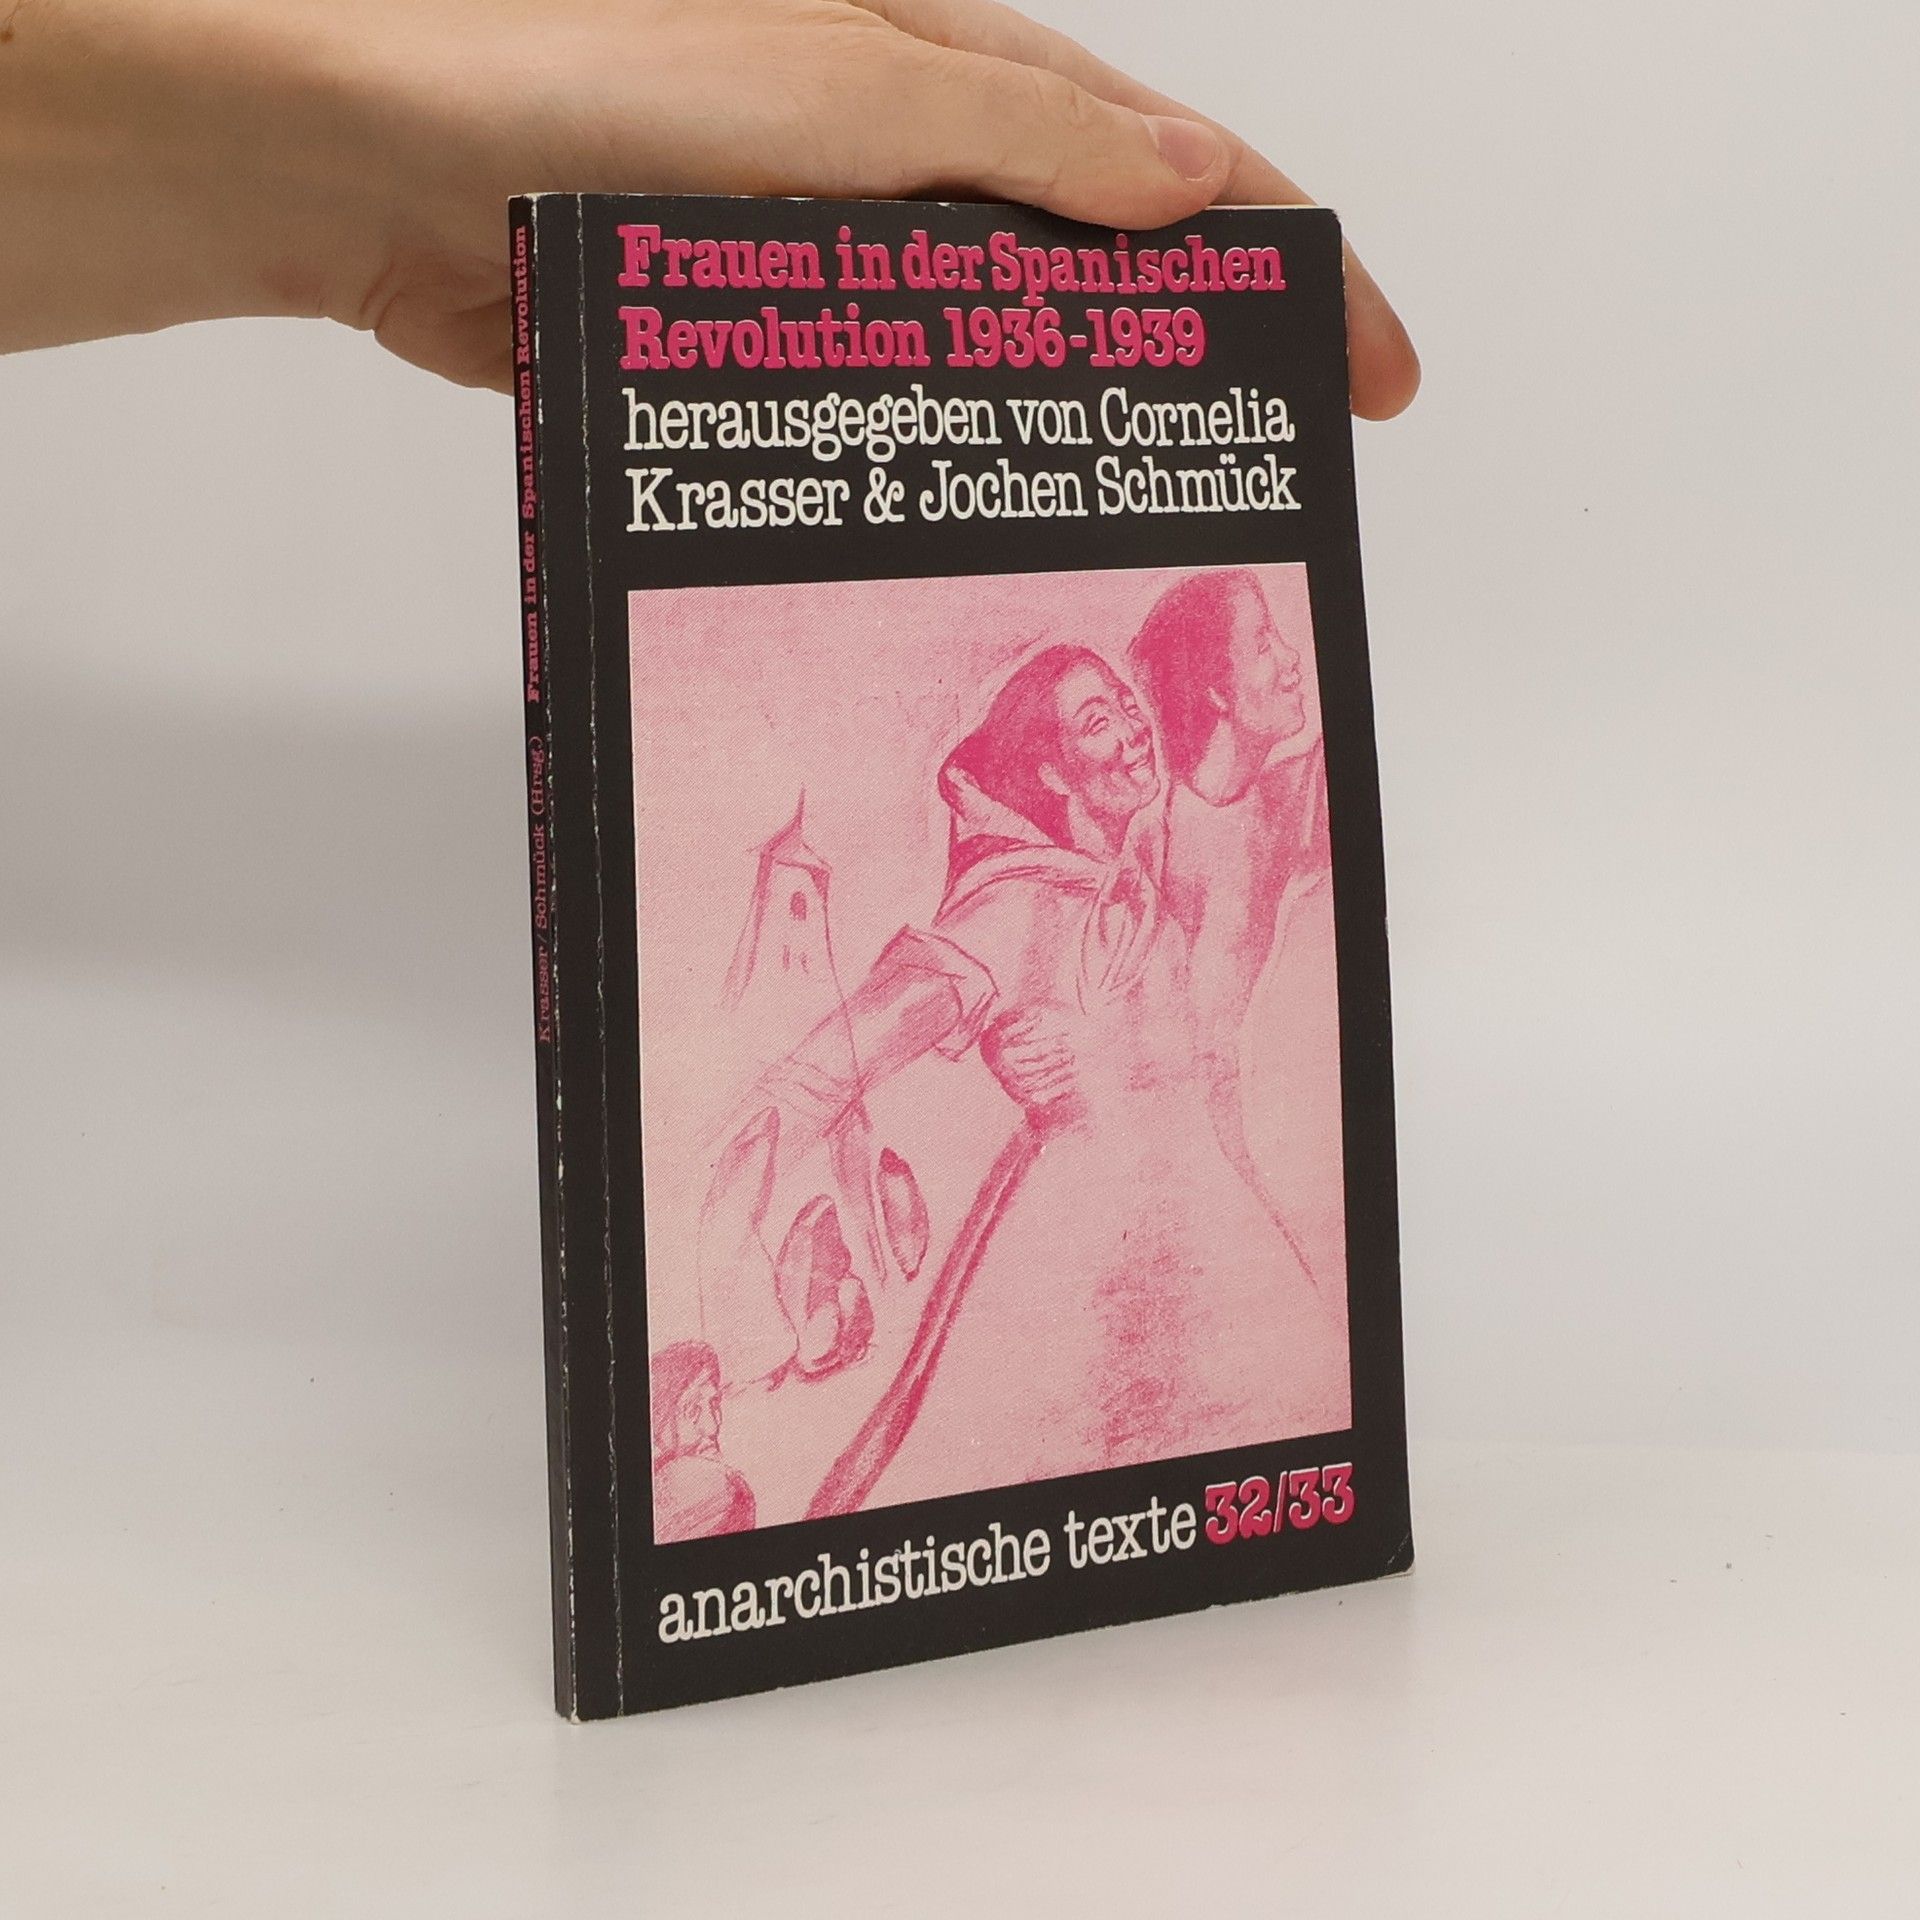 Frauen in der Spanischen
Revolution 1936-1939
herausgegeben von Cornelia
Krasser & Jochen Schmück
anarchistische texte 32/33
Krasser / Schmück (Hrsg.) Frauen in der Spanischen Revolution